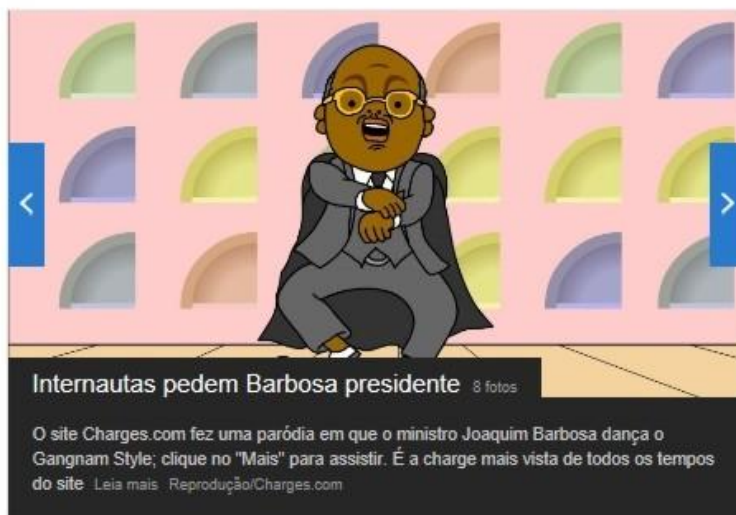 Internautas pedem Barbosa presidente 8 fotos
O site Charges.com fez uma paródia em que o ministro Joaquim Barbosa dança o
Gangnam Style; clique no "Mais" para assistir. É a charge mais vista de todos os tempos
do site Leia mais Reprodução/Charges.com